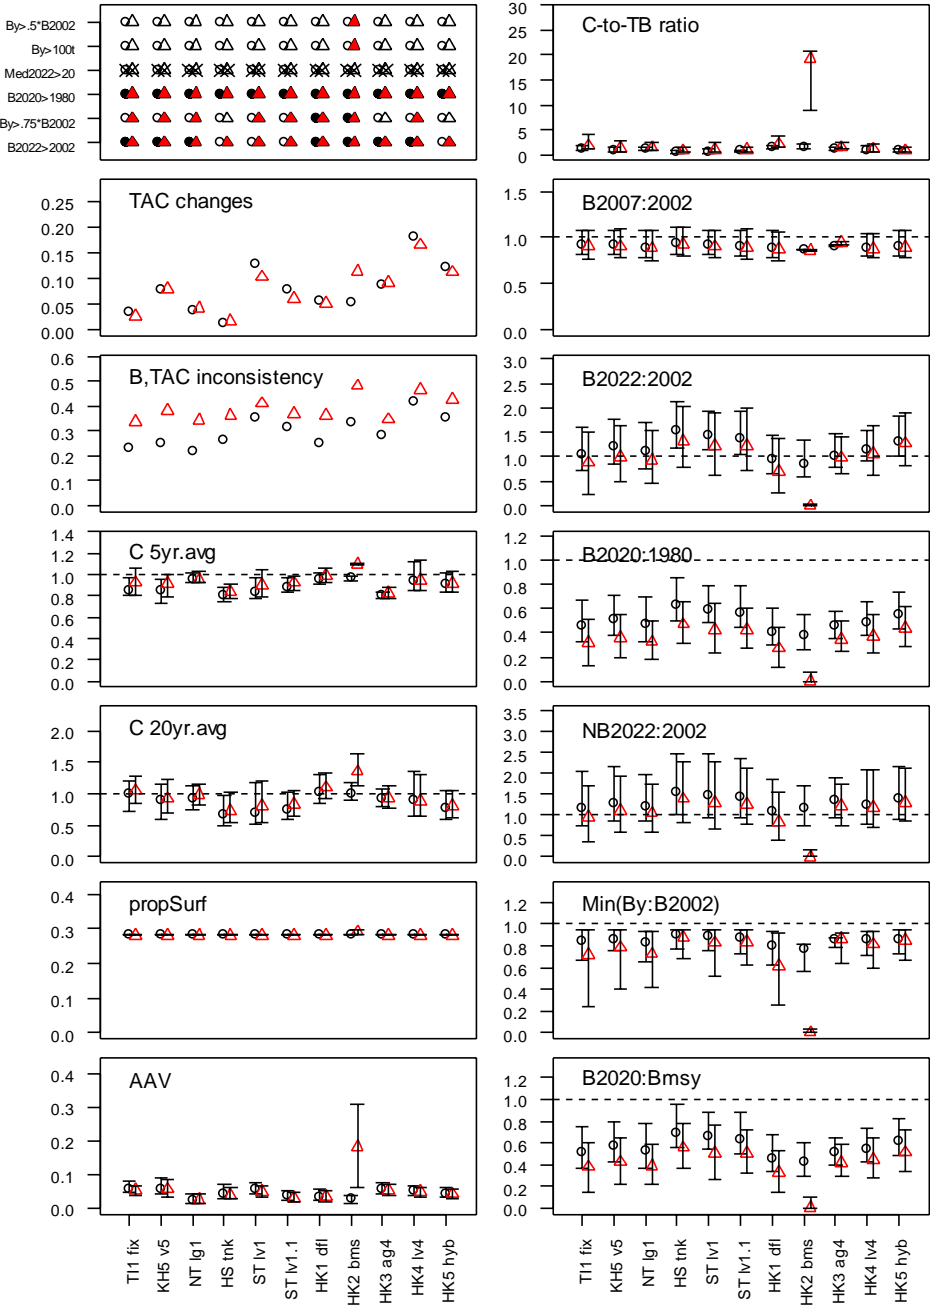 By>.5*B2002
By>100t
Med2022>20
B2020>1980
By>.75*B2002
B2022>2002
C-to-TB ratio
30
25
20
15
10
5
0
TAC changes
0.25
0.20
0.15
0.10
0.05
0.00
B2007:2002
1.5
1.0
0.5
0.0
B,TAC inconsistency
0.6
0.5
0.4
0.3
0.2
0.1
0.0
B2022:2002
3.0
2.5
2.0
1.5
1.0
0.5
0.0
C 5yr.avg
1.4
1.2
1.0
0.8
0.6
0.4
0.2
0.0
B2020:1980
1.2
1.0
0.8
0.6
0.4
0.2
0.0
C 20yr.avg
2.0
1.5
1.0
0.5
0.0
NB2022:2002
3.5
3.0
2.5
2.0
1.5
1.0
0.5
0.0
propSurf
0.4
0.3
0.2
0.1
0.0
Min(By:B2002)
1.2
1.0
0.8
0.6
0.4
0.2
0.0
AAV
0.4
0.3
0.2
0.1
0.0
B2020:Bmsy
1.2
1.0
0.8
0.6
0.4
0.2
0.0
TI1 fix
KH5 v5
NT lg1
HS tnk
ST lv1
ST lv1.1
HK1 dfl
HK2 bms
HK3 ag4
HK4 lv4
HK5 hyb
TI1 fix
KH5 v5
NT lg1
HS tnk
ST lv1
ST lv1.1
HK1 dfl
HK2 bms
HK3 ag4
HK4 lv4
HK5 hyb